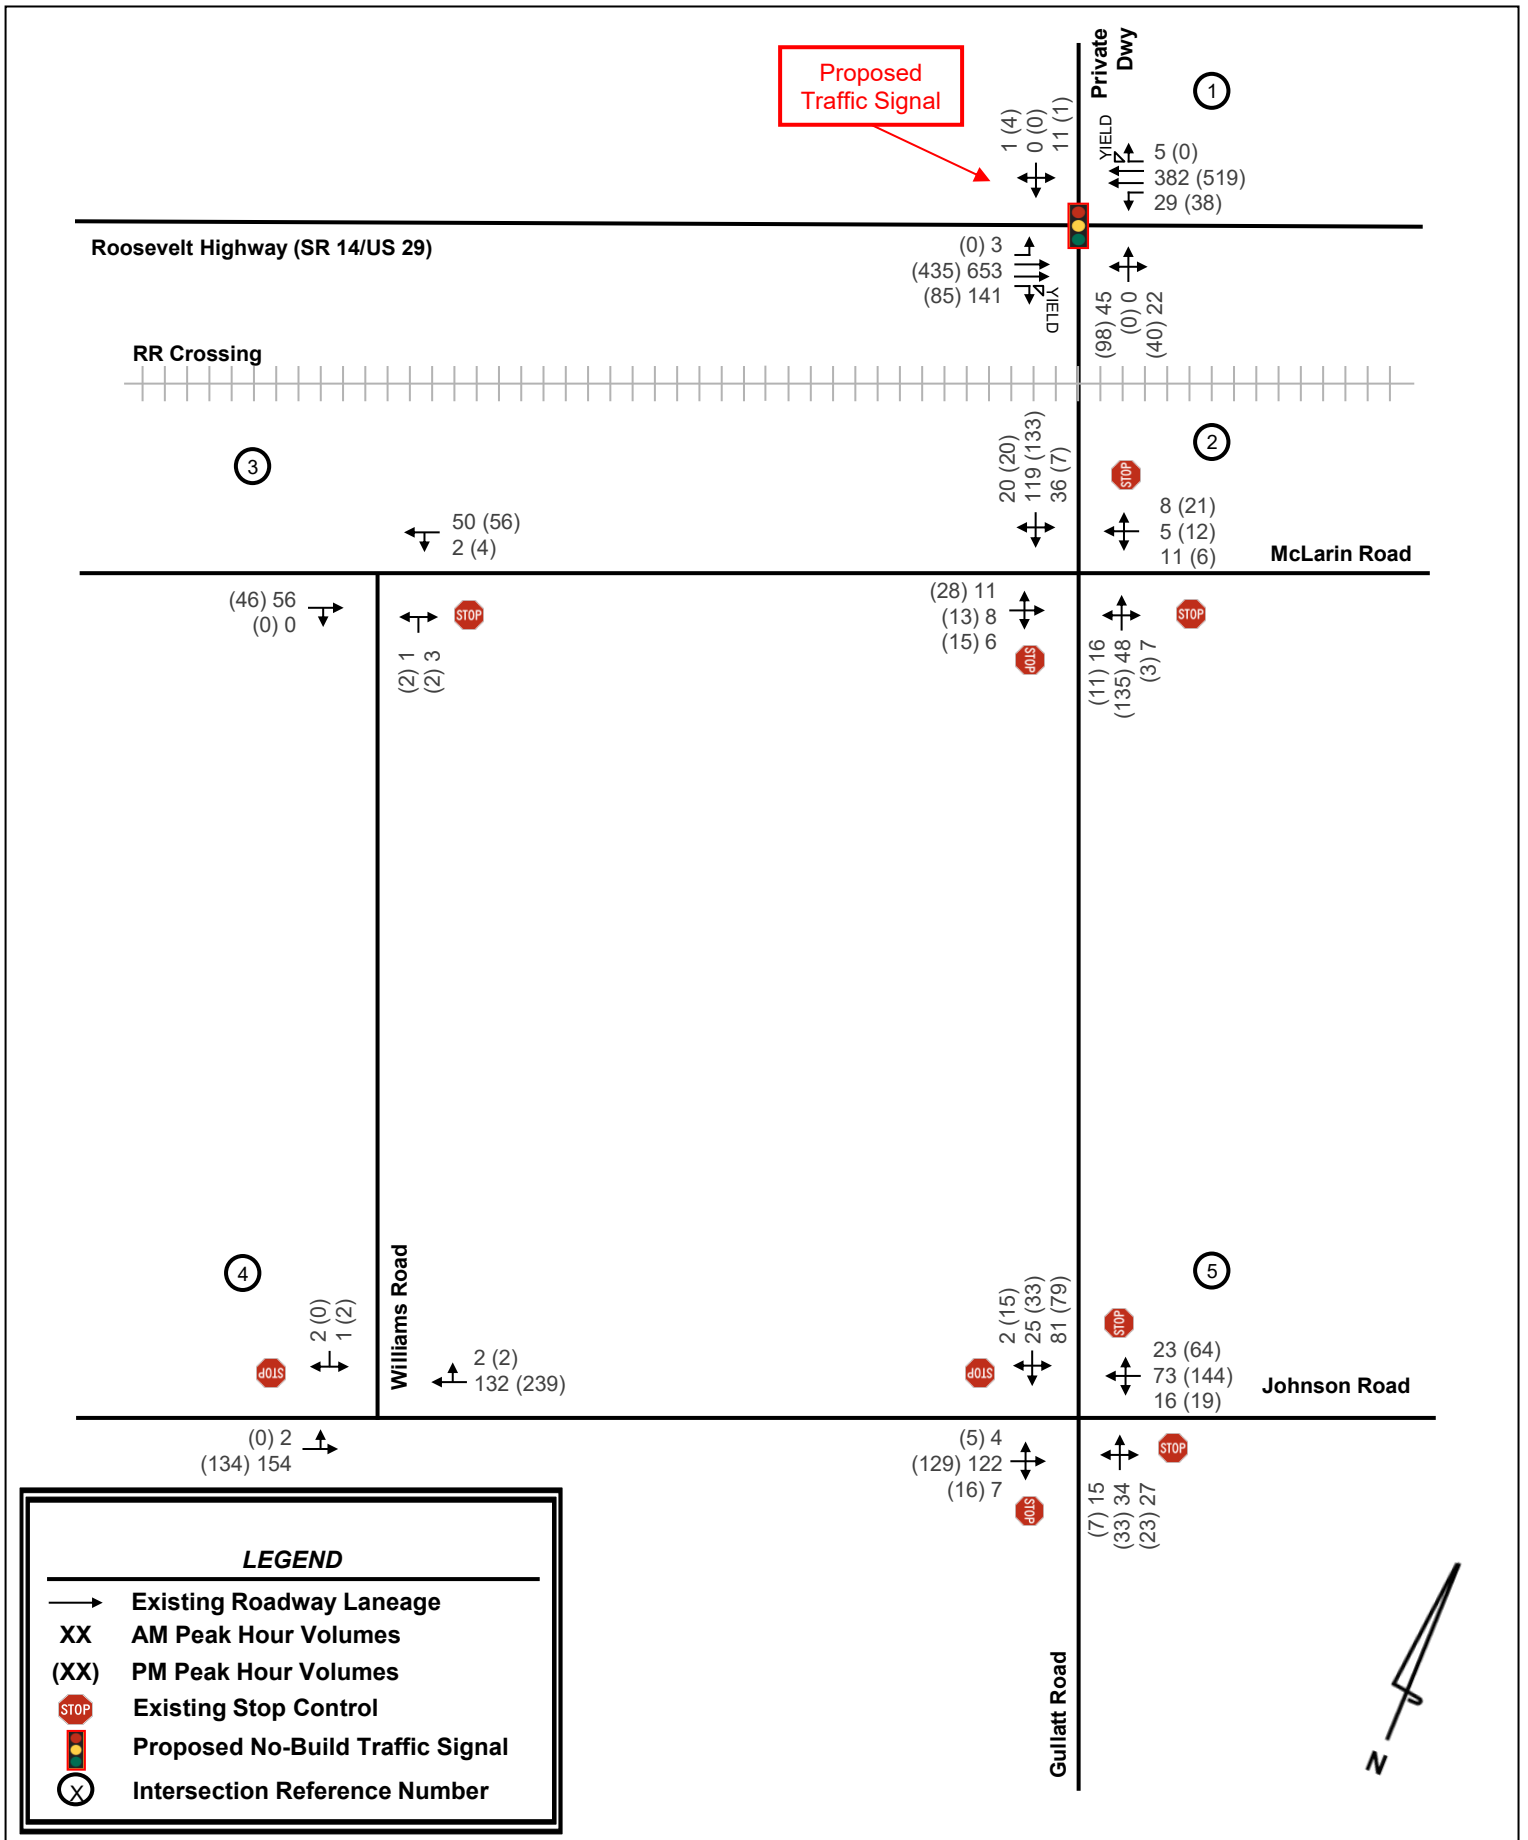 Proposed
Traffic Signal
Private
Dwy
1
1 (4)
0 (0)
11 (1)
YIELD
5 (0)
382 (519)
29 (38)
Roosevelt Highway (SR 14/US 29)
(0) 3
(435) 653
(85) 141
YIELD
(98) 45
(0) 0
(40) 22
RR Crossing
3
20 (20)
119 (133)
36 (7)
2
STOP
8 (21)
5 (12)
11 (6)
50 (56)
2 (4)
McLarin Road
(46) 56
(0) 0
STOP
(2) 1
(2) 3
(28) 11
(13) 8
(15) 6
STOP
STOP
(11) 16
(135) 48
(3) 7
4
Williams Road
2 (0)
1 (2)
STOP
2 (2)
132 (239)
5
2 (15)
25 (33)
81 (79)
STOP
STOP
23 (64)
73 (144)
16 (19)
Johnson Road
(0) 2
(134) 154
(5) 4
(129) 122
(16) 7
STOP
STOP
(7) 15
(33) 34
(23) 27
Gullatt Road
N
LEGEND
Existing Roadway Laneage
XX AM Peak Hour Volumes
(XX) PM Peak Hour Volumes
STOP Existing Stop Control
Proposed No-Build Traffic Signal
X Intersection Reference Number